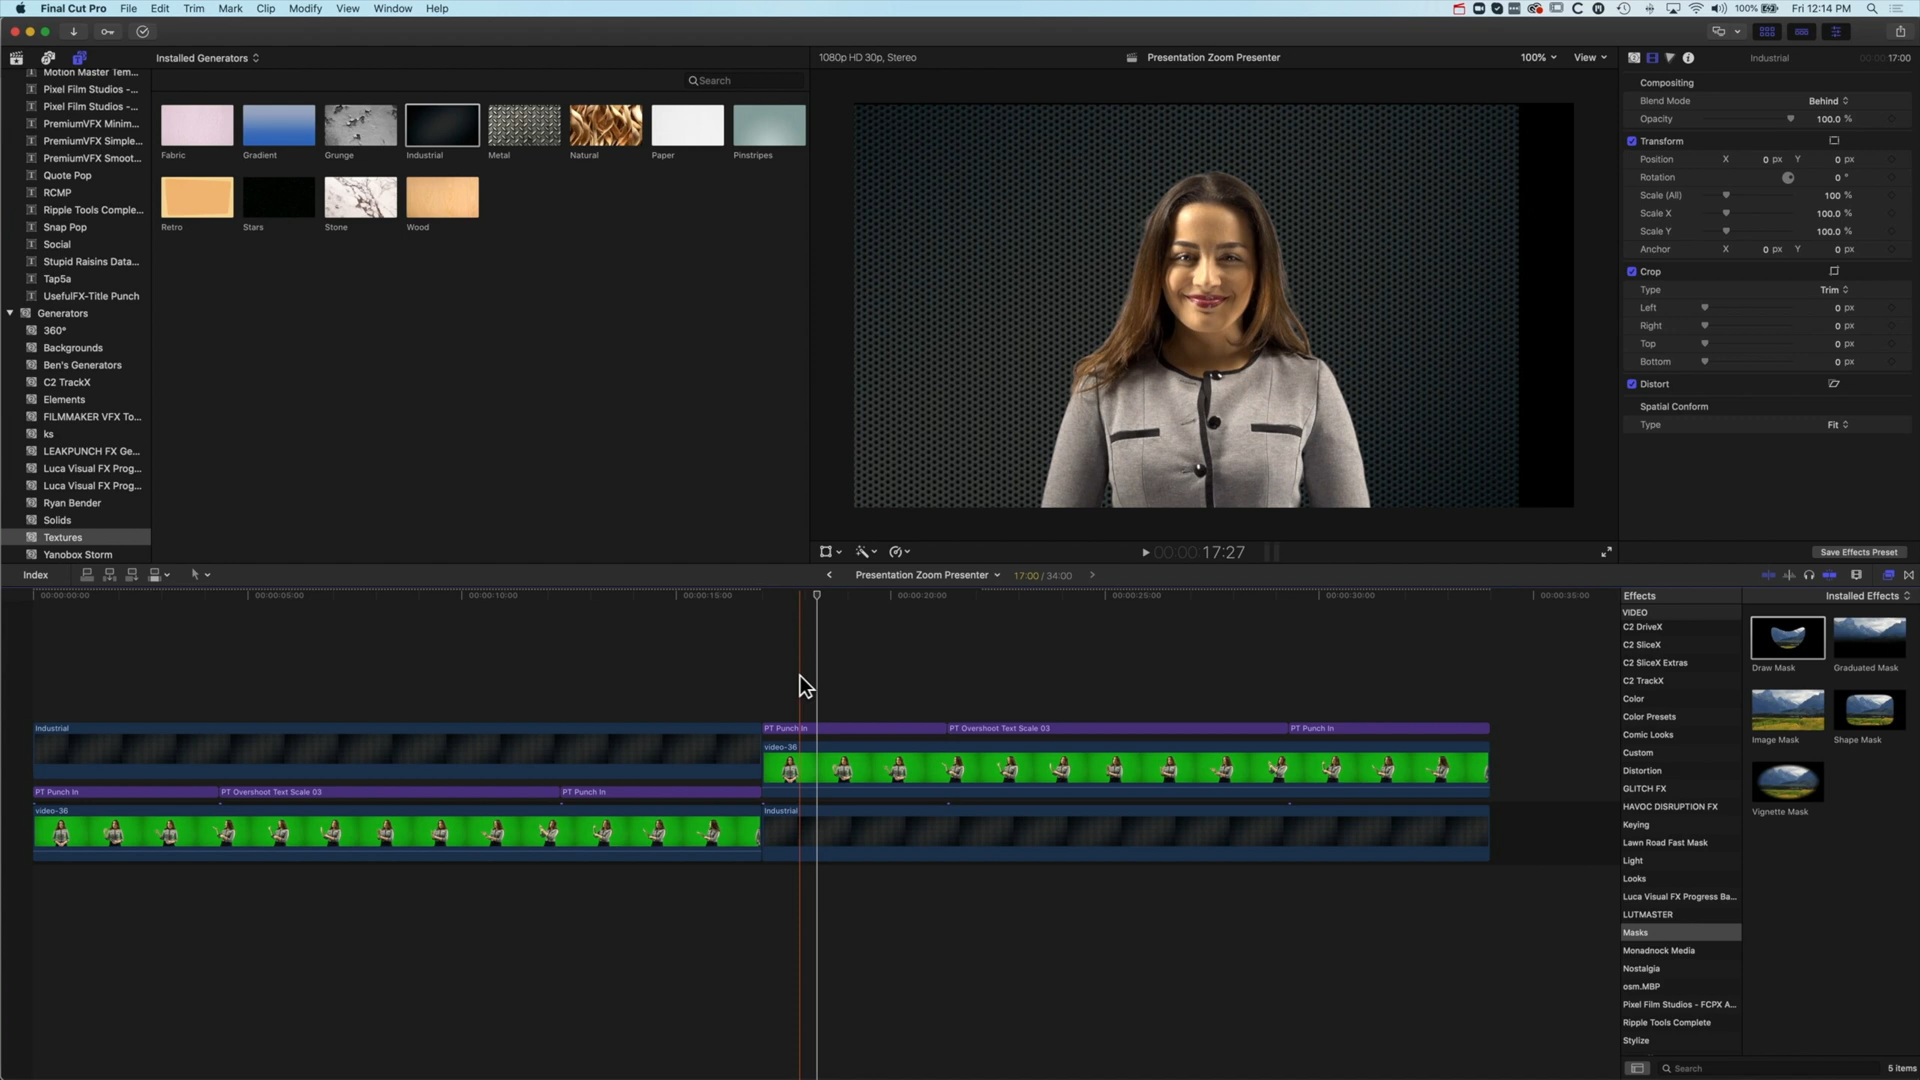 Final Cut Pro File Edit Trim Mark Clip Modify View Window Help
100% Fri 12:14 PM
Installed Generators
1080p HD 30p, Stereo
Presentation Zoom Presenter
100%
View
Industrial
17:00
Search
Motion Master Tem...
Pixel Film Studios -...
Pixel Film Studios -...
PremiumVFX Minim...
PremiumVFX Simple...
PremiumVFX Smoot...
Quote Pop
RCMP
Ripple Tools Comple...
Snap Pop
Social
Stupid Raisins Data...
Tap5a
UsefulFX-Title Punch
Generators
360°
Backgrounds
Ben's Generators
C2 TrackX
Elements
FILMMAKER VFX To...
ks
LEAKPUNCH FX Ge...
Luca Visual FX Prog...
Luca Visual FX Prog...
Ryan Bender
Solids
Textures
Yanobox Storm
Fabric
Gradient
Grunge
Industrial
Metal
Natural
Paper
Pinstripes
Retro
Stars
Stone
Wood
Compositing
Blend Mode Behind
Opacity 100.0 %
Transform
Position X 0 px Y 0 px
Rotation 0 °
Scale (All) 100 %
Scale X 100.0 %
Scale Y 100.0 %
Anchor X 0 px Y 0 px
Crop
Type Trim
Left 0 px
Right 0 px
Top 0 px
Bottom 0 px
Distort
Spatial Conform
Type Fit
00:00:17:27
Save Effects Preset
Index
Presentation Zoom Presenter
17:00 / 34:00
00:00:00:00
00:00:05:00
00:00:10:00
00:00:15:00
00:00:20:00
00:00:25:00
00:00:30:00
00:00:35:00
Industrial
PT Punch In
PT Overshoot Text Scale 03
PT Punch In
video-36
PT Punch In
PT Overshoot Text Scale 03
PT Punch In
video-36
Industrial
Effects
Installed Effects
VIDEO
C2 DriveX
C2 SliceX
C2 SliceX Extras
C2 TrackX
Color
Color Presets
Comic Looks
Custom
Distortion
GLITCH FX
HAVOC DISRUPTION FX
Keying
Lawn Road Fast Mask
Light
Looks
Luca Visual FX Progress Ba...
LUTMASTER
Masks
Monadnock Media
Nostalgia
osm.MBP
Pixel Film Studios - FCPX A...
Ripple Tools Complete
Stylize
Draw Mask
Graduated Mask
Image Mask
Shape Mask
Vignette Mask
Search
5 items